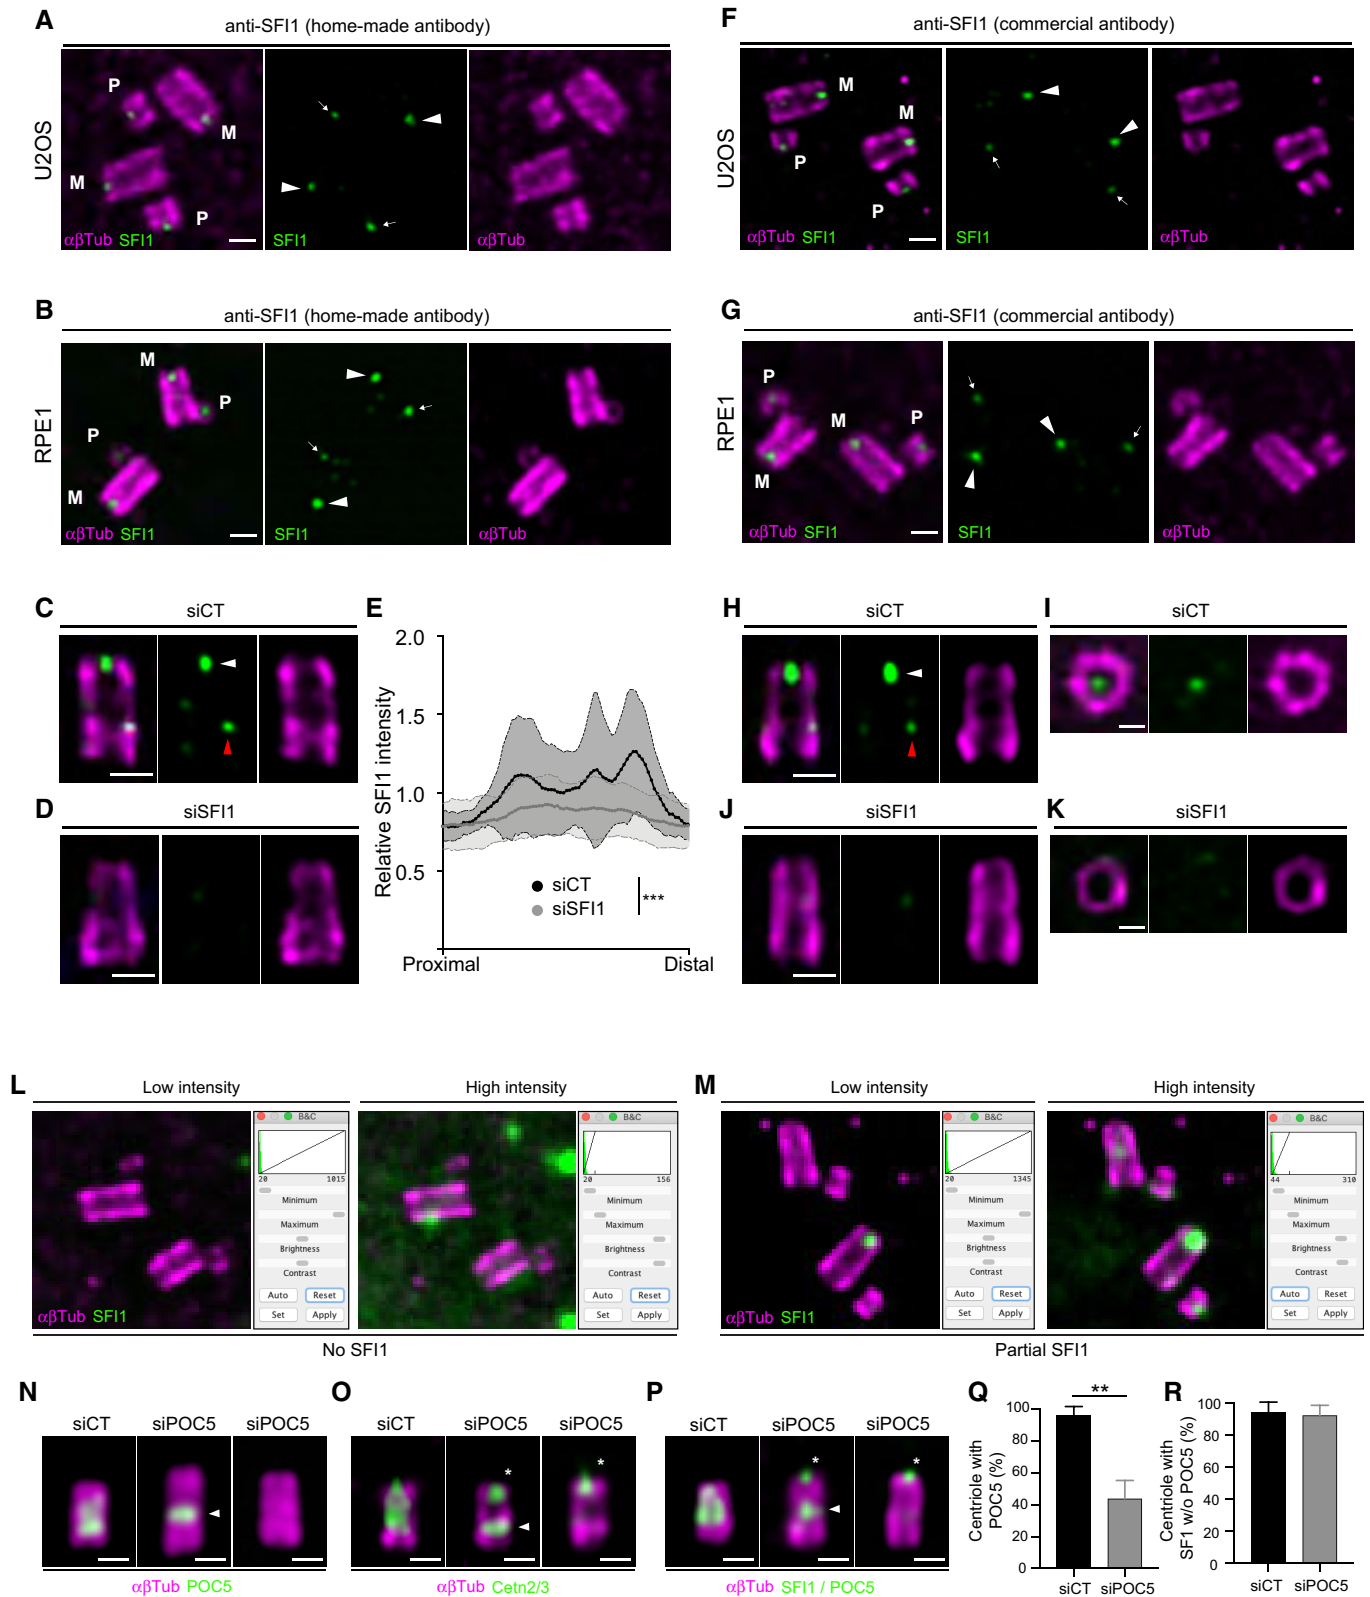 A
anti-SFI1 (home-made antibody)
U2OS
P
M
M
P
αβTub SFI1
SFI1
αβTub
F
anti-SFI1 (commercial antibody)
U2OS
M
M
P
P
αβTub SFI1
SFI1
αβTub
B
anti-SFI1 (home-made antibody)
RPE1
M
P
P
M
αβTub SFI1
SFI1
αβTub
G
anti-SFI1 (commercial antibody)
RPE1
P
M
P
M
αβTub SFI1
SFI1
αβTub
C
siCT
D
siSFI1
E
Relative SFI1 intensity
2.0
1.5
1.0
0.5
siCT
siSFI1
***
Proximal
Distal
H
siCT
I
siCT
J
siSFI1
K
siSFI1
L
Low intensity
High intensity
αβTub SFI1
B&C
20 1015
Minimum
Maximum
Brightness
Contrast
Auto Reset
Set Apply
B&C
20 156
Minimum
Maximum
Brightness
Contrast
Auto Reset
Set Apply
No SFI1
M
Low intensity
High intensity
αβTub SFI1
B&C
20 1345
Minimum
Maximum
Brightness
Contrast
Auto Reset
Set Apply
B&C
44 310
Minimum
Maximum
Brightness
Contrast
Auto Reset
Set Apply
Partial SFI1
N
siCT siPOC5 siPOC5
αβTub POC5
O
siCT siPOC5 siPOC5
*
*
αβTub Cetn2/3
P
siCT siPOC5 siPOC5
*
*
αβTub SFI1 / POC5
Q
**
Centriole with
POC5 (%)
100
80
60
40
20
0
siCT siPOC5
R
Centriole with
SF1 w/o POC5 (%)
100
80
60
40
20
0
siCT siPOC5